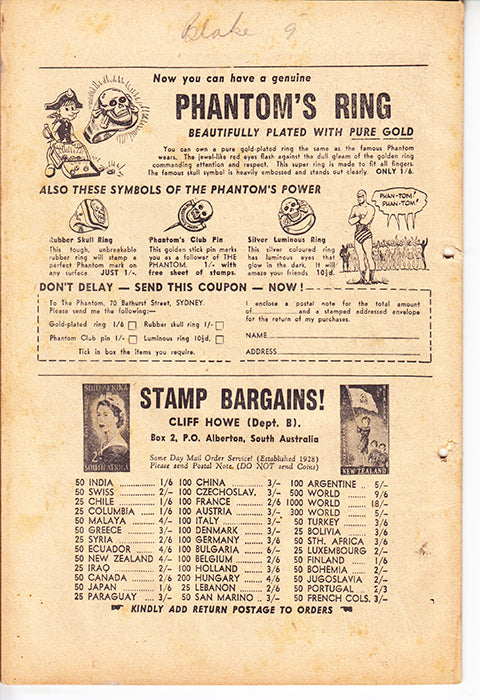 Blake 9
Now you can have a genuine
PHANTOM'S RING
BEAUTIFULLY PLATED WITH PURE GOLD
You can own a pure gold-plated ring the same as the famous Phantom
wears. The jewel-like red eyes flash against the dull gleam of the golden ring
commanding attention and respect. This super ring is made to fit all fingers.
The famous skull symbol is heavily embossed and stands out clearly. ONLY 1/6.
ALSO THESE SYMBOLS OF THE PHANTOM'S POWER
PHAN-TOM!
PHAN-TOM!
Rubber Skull Ring
This tough, unbreakable
rubber ring will stamp a
perfect Phantom mark on
any surface. JUST 1/-.
Phantom's Club Pin
This golden stick pin marks
you as a follower of THE
PHANTOM. 1/- with
free sheet of stamps.
Silver Luminous Ring
This silver coloured ring
has luminous eyes that
glow in the dark. It will
amaze your friends 10½d.
DON'T DELAY — SEND THIS COUPON — NOW!
To The Phantom, 70 Bathurst Street, SYDNEY.
Please send me the following:—
Gold-plated ring 1/6 Rubber skull ring 1/-
Phantom Club pin 1/- Luminous ring 10½d.
Tick in box the items you require.
I enclose a postal note for the total amount
of ............ and a stamped addressed envelope
for the return of my purchases.
NAME
ADDRESS
SUID-AFRIKA
2d
SOUTH AFRICA
STAMP BARGAINS!
CLIFF HOWE (Dept. B).
Box 2, P.O. Alberton, South Australia
Same Day Mail Order Service! (Established 1928)
Please send Postal Note. (DO NOT send Coins)
NEW ZEALAND
50 INDIA 1/6
50 SWISS 2/-
25 CHILE 1/6
25 COLUMBIA 1/6
50 MALAYA 4/-
50 GREECE 3/-
25 SYRIA 2/6
50 ECUADOR 4/6
50 NEW ZEALAND 4/-
25 IRAQ 2/-
50 CANADA 2/6
50 JAPAN 1/6
25 PARAGUAY 3/-
100 CHINA 3/-
100 CZECHOSLAV. 3/-
100 FRANCE 2/6
100 AUSTRIA 3/-
100 ITALY 3/-
100 DENMARK 3/-
100 GERMANY 3/6
100 BULGARIA 6/-
100 BELGIUM 2/6
100 HOLLAND 3/6
200 HUNGARY 4/6
25 LEBANON 2/6
50 SAN MARINO 3/-
100 ARGENTINE 5/-
500 WORLD 9/6
1000 WORLD 18/-
300 WORLD 5/-
50 TURKEY 3/6
25 BOLIVIA 3/6
50 STH. AFRICA 3/6
25 LUXEMBOURG 2/-
50 FINLAND 1/6
50 BOHEMIA 2/-
50 JUGOSLAVIA 2/-
50 PORTUGAL 2/3
50 FRENCH COLS. 3/-
KINDLY ADD RETURN POSTAGE TO ORDERS